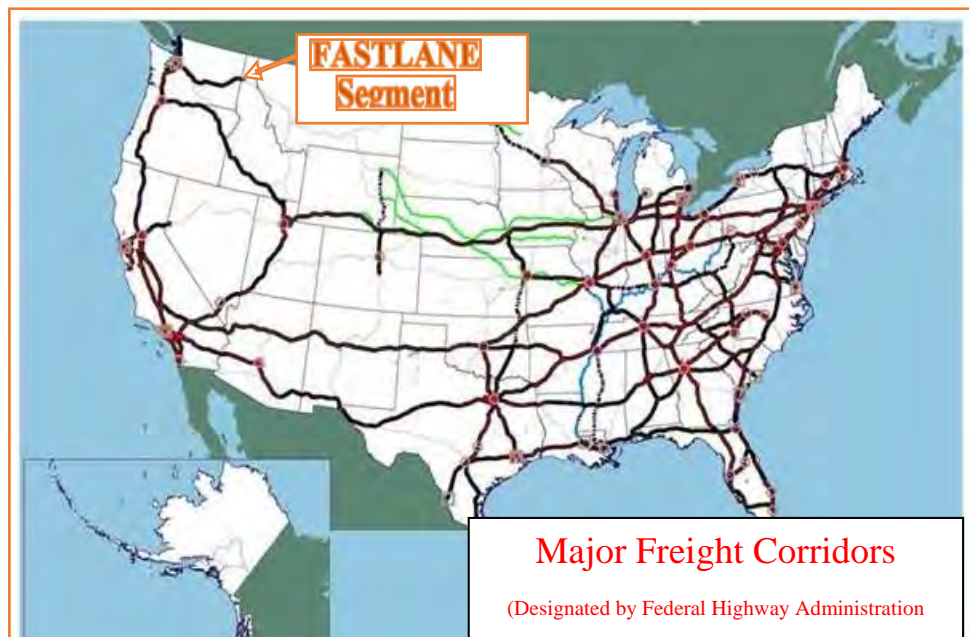 FASTLANE
Segment
Major Freight Corridors
(Designated by Federal Highway Administration